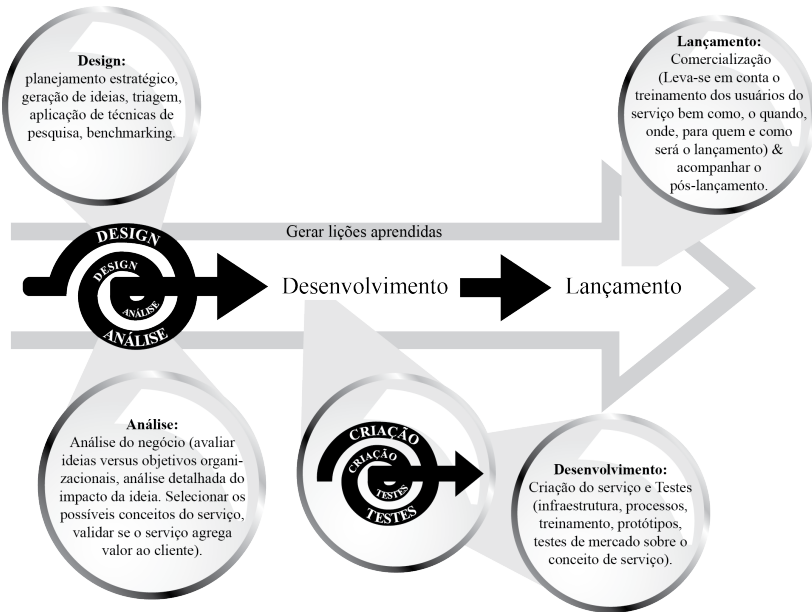 Design:
planejamento estratégico,
geração de ideias, triagem,
aplicação de técnicas de
pesquisa, benchmarking.
Lançamento:
Comercialização
(Leva-se em conta o
treinamento dos usuários do
serviço bem como, o quando,
onde, para quem e como
será o lançamento) &
acompanhar o
pós-lançamento.
Gerar lições aprendidas
DESIGN
DESIGN
ANÁLISE
ANÁLISE
Desenvolvimento
Lançamento
Análise:
Análise do negócio (avaliar
ideias versus objetivos organi-
zacionais, análise detalhada do
impacto da ideia. Selecionar os
possíveis conceitos do serviço,
validar se o serviço agrega
valor ao cliente).
CRIAÇÃO
CRIAÇÃO
TESTES
TESTES
Desenvolvimento:
Criação do serviço e Testes
(infraestrutura, processos,
treinamento, protótipos,
testes de mercado sobre o
conceito de serviço).